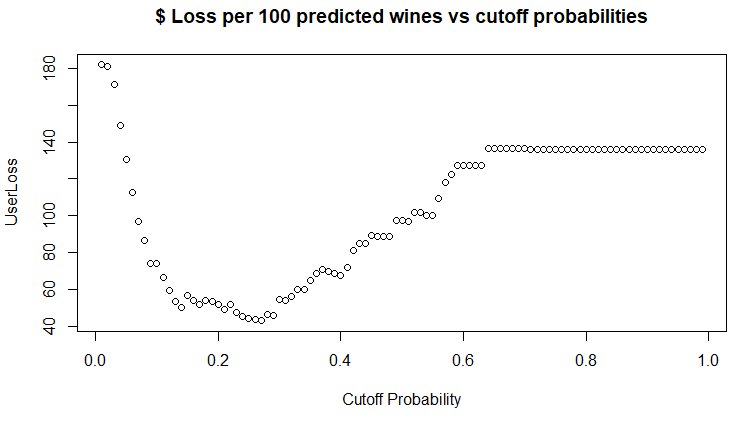 $ Loss per 100 predicted wines vs cutoff probabilities
180
140
100
80
60
40
UserLoss
0.0 0.2 0.4 0.6 0.8 1.0
Cutoff Probability